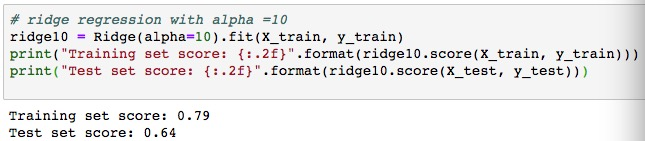 # ridge regression with alpha =10
ridge10 = Ridge(alpha=10).fit(X_train, y_train)
print("Training set score: {:.2f}".format(ridge10.score(X_train, y_train)))
print("Test set score: {:.2f}".format(ridge10.score(X_test, y_test)))
Training set score: 0.79
Test set score: 0.64